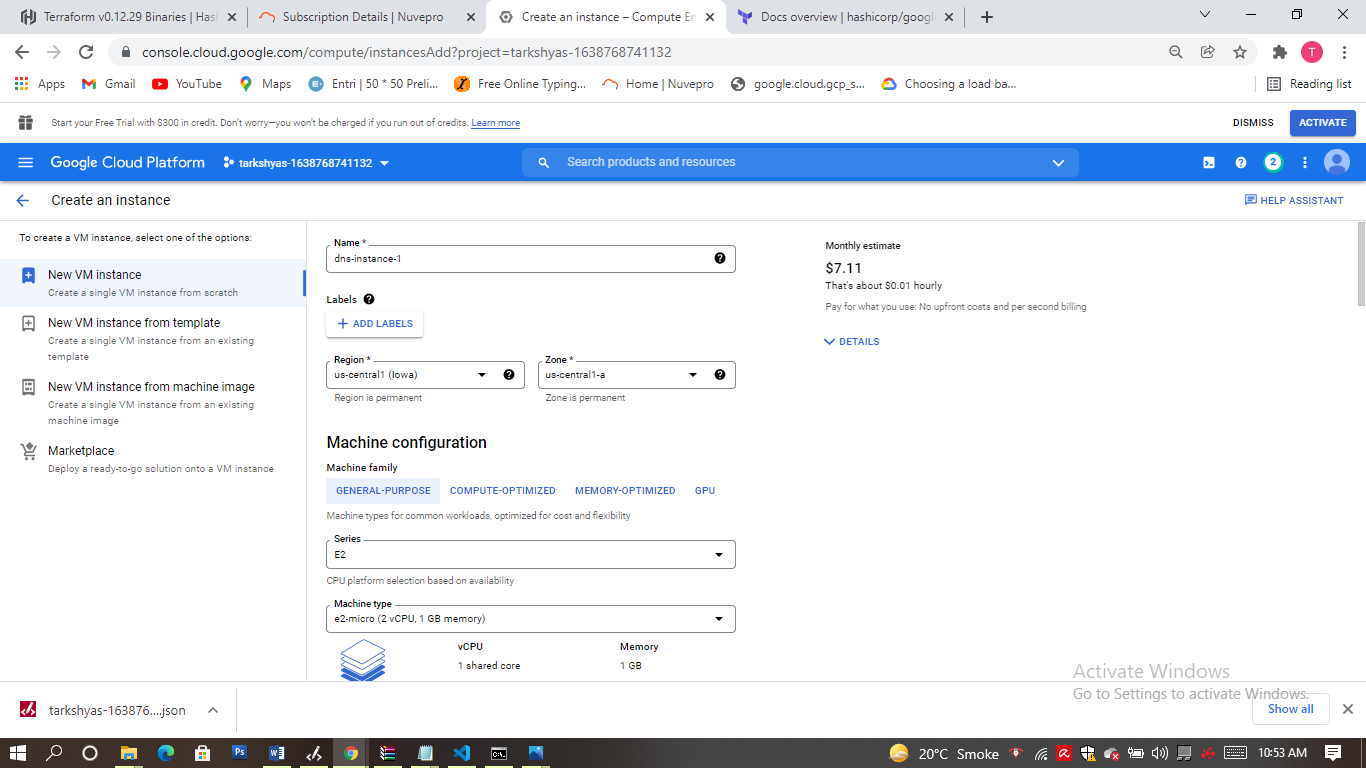 Terraform v0.12.29 Binaries | Has
Subscription Details | Nuvepro
Create an instance – Compute En
Docs overview | hashicorp/google
console.cloud.google.com/compute/instancesAdd?project=tarkshyas-1638768741132
T
Apps
Gmail
YouTube
Maps
Entri | 50 * 50 Preli...
Free Online Typing...
Home | Nuvepro
google.cloud.gcp_s...
Choosing a load ba...
Reading list
Start your Free Trial with $300 in credit. Don't worry—you won't be charged if you run out of credits. Learn more
DISMISS
ACTIVATE
Google Cloud Platform
tarkshyas-1638768741132
Search products and resources
2
Create an instance
HELP ASSISTANT
To create a VM instance, select one of the options:
New VM instance
Create a single VM instance from scratch
New VM instance from template
Create a single VM instance from an existing
template
New VM instance from machine image
Create a single VM instance from an existing
machine image
Marketplace
Deploy a ready-to-go solution onto a VM instance
Name *
dns-instance-1
Labels
ADD LABELS
Region *
us-central1 (Iowa)
Region is permanent
Zone *
us-central1-a
Zone is permanent
Machine configuration
Machine family
GENERAL-PURPOSE
COMPUTE-OPTIMIZED
MEMORY-OPTIMIZED
GPU
Machine types for common workloads, optimized for cost and flexibility
Series
E2
CPU platform selection based on availability
Machine type
e2-micro (2 vCPU, 1 GB memory)
vCPU
1 shared core
Memory
1 GB
Monthly estimate
$7.11
That's about $0.01 hourly
Pay for what you use: No upfront costs and per second billing
DETAILS
Activate Windows
Go to Settings to activate Windows.
tarkshyas-163876....json
Show all
20°C Smoke
10:53 AM